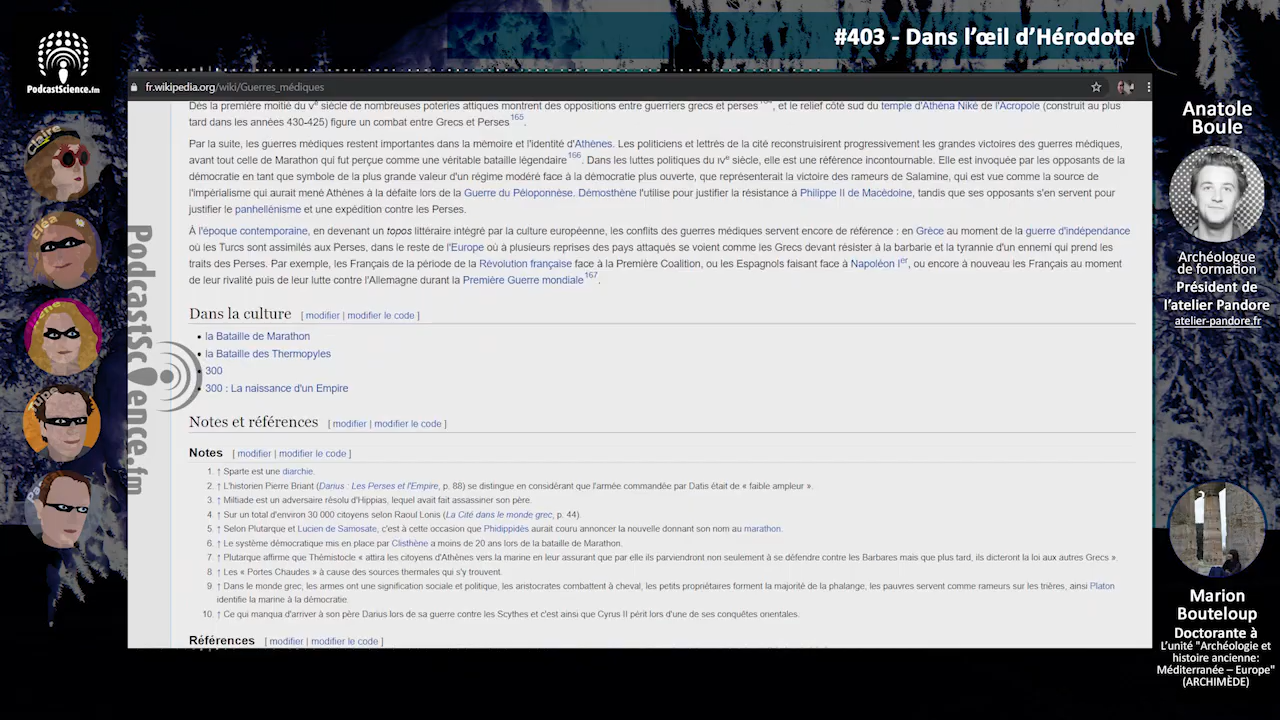 #403 - Dans l'œil d'Hérodote
PodcastScience.fm
fr.wikipedia.org/wiki/Guerres_médiques
Dès la première moitié du Ve siècle de nombreuses poteries attiques montrent des oppositions entre guerriers grecs et perses 164, et le relief côté sud du temple d'Athéna Niké de l'Acropole (construit au plus
tard dans les années 430-425) figure un combat entre Grecs et Perses165.
Par la suite, les guerres médiques restent importantes dans la mémoire et l'identité d'Athènes. Les politiciens et lettrés de la cité reconstruisirent progressivement les grandes victoires des guerres médiques,
avant tout celle de Marathon qui fut perçue comme une véritable bataille légendaire166. Dans les luttes politiques du IVe siècle, elle est une référence incontournable. Elle est invoquée par les opposants de la
démocratie en tant que symbole de la plus grande valeur d'un régime modéré face à la démocratie plus ouverte, que représenterait la victoire des rameurs de Salamine, qui est vue comme la source de
l'impérialisme qui aurait mené Athènes à la défaite lors de la Guerre du Péloponnèse. Démosthène l'utilise pour justifier la résistance à Philippe II de Macédoine, tandis que ses opposants s'en servent pour
justifier le panhellénisme et une expédition contre les Perses.
À l'époque contemporaine, en devenant un topos littéraire intégré par la culture européenne, les conflits des guerres médiques servent encore de référence : en Grèce au moment de la guerre d'indépendance
où les Turcs sont assimilés aux Perses, dans le reste de l'Europe où à plusieurs reprises des pays attaqués se voient comme les Grecs devant résister à la barbarie et la tyrannie d'un ennemi qui prend les
traits des Perses. Par exemple, les Français de la période de la Révolution française face à la Première Coalition, ou les Espagnols faisant face à Napoléon Ier, ou encore à nouveau les Français au moment
de leur rivalité puis de leur lutte contre l'Allemagne durant la Première Guerre mondiale167.
Dans la culture [ modifier | modifier le code ]
• la Bataille de Marathon
• la Bataille des Thermopyles
• 300
• 300 : La naissance d'un Empire
Notes et références [ modifier | modifier le code ]
Notes [ modifier | modifier le code ]
1. ↑ Sparte est une diarchie.
2. ↑ L'historien Pierre Briant (Darius : Les Perses et l'Empire, p. 88) se distingue en considérant que l'armée commandée par Datis était de « faible ampleur ».
3. ↑ Miltiade est un adversaire résolu d'Hippias, lequel avait fait assassiner son père.
4. ↑ Sur un total d'environ 30 000 citoyens selon Raoul Lonis (La Cité dans le monde grec, p. 44).
5. ↑ Selon Plutarque et Lucien de Samosate, c'est à cette occasion que Phidippidès aurait couru annoncer la nouvelle donnant son nom au marathon.
6. ↑ Le système démocratique mis en place par Clisthène a moins de 20 ans lors de la bataille de Marathon.
7. ↑ Plutarque affirme que Thémistocle « attira les citoyens d'Athènes vers la marine en leur assurant que par elle ils parviendront non seulement à se défendre contre les Barbares mais que plus tard, ils dicteront la loi aux autres Grecs ».
8. ↑ Les « Portes Chaudes » à cause des sources thermales qui s'y trouvent.
9. ↑ Dans le monde grec, les armes ont une signification sociale et politique, les aristocrates combattent à cheval, les petits propriétaires forment la majorité de la phalange, les pauvres servent comme rameurs sur les trières, ainsi Platon
identifie la marine à la démocratie.
10. ↑ Ce qui manqua d'arriver à son père Darius lors de sa guerre contre les Scythes et c'est ainsi que Cyrus II périt lors d'une de ses conquêtes orientales.
Références [ modifier | modifier le code ]
Claire
Eléa
Irène
Tupe
PodcastScience.fm
Anatole
Boule
Archéologue
de formation
Président de
l'atelier Pandore
atelier-pandore.fr
Marion
Bouteloup
Doctorante à
L'unité "Archéologie et
histoire ancienne:
Méditerranée – Europe"
(ARCHIMÈDE)